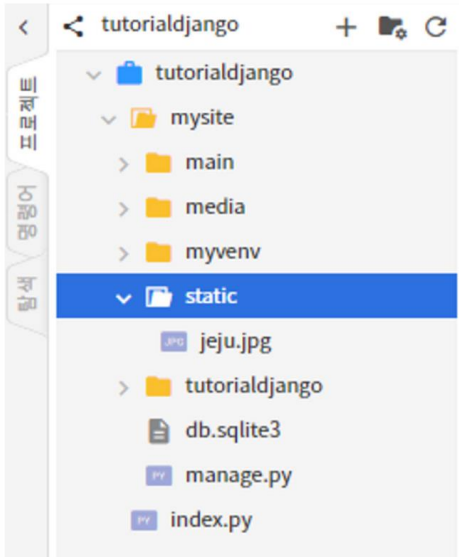 tutorialdjango
프로젝트
명령어
탐색
tutorialdjango
mysite
main
media
myvenv
static
JPG jeju.jpg
tutorialdjango
db.sqlite3
PY manage.py
PY index.py